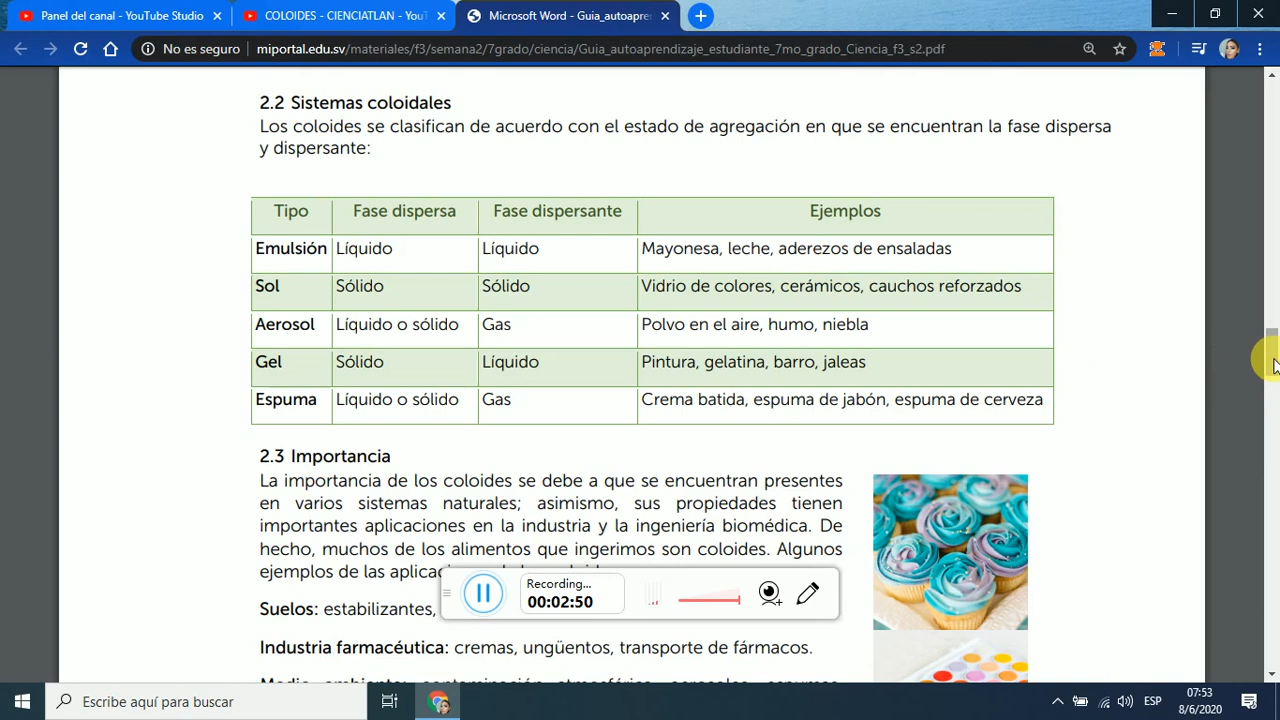 Panel del canal - YouTube Studio
COLOIDES - CIENCIATLAN - YouT
Microsoft Word - Guia_autoapre
No es seguro
miportal.edu.sv/materiales/f3/semana2/7grado/ciencia/Guia_autoaprendizaje_estudiante_7mo_grado_Ciencia_f3_s2.pdf
2.2 Sistemas coloidales
Los coloides se clasifican de acuerdo con el estado de agregación en que se encuentran la fase dispersa
y dispersante:
Tipo Fase dispersa Fase dispersante Ejemplos
Emulsión Líquido Líquido Mayonesa, leche, aderezos de ensaladas
Sol Sólido Sólido Vidrio de colores, cerámicos, cauchos reforzados
Aerosol Líquido o sólido Gas Polvo en el aire, humo, niebla
Gel Sólido Líquido Pintura, gelatina, barro, jaleas
Espuma Líquido o sólido Gas Crema batida, espuma de jabón, espuma de cerveza
2.3 Importancia
La importancia de los coloides se debe a que se encuentran presentes
en varios sistemas naturales; asimismo, sus propiedades tienen
importantes aplicaciones en la industria y la ingeniería biomédica. De
hecho, muchos de los alimentos que ingerimos son coloides. Algunos
ejemplos de las
Suelos: estabilizantes,
Recording...
00:02:50
Industria farmacéutica: cremas, ungüentos, transporte de fármacos.
Escribe aquí para buscar
ESP
07:53
8/6/2020